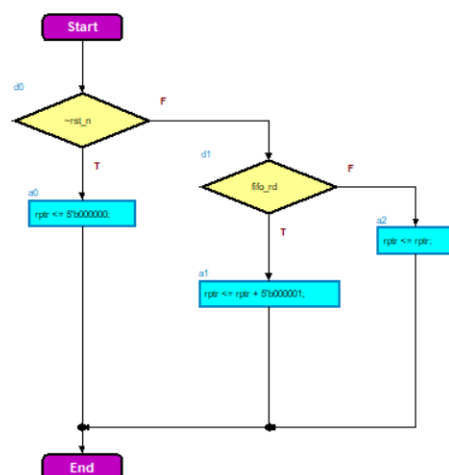 Start
d0
~rst_n
F
T
d1
fifo_rd
F
T
a0
rptr <= 5'b000000;
a2
rptr <= rptr;
a1
rptr <= rptr + 5'b000001;
End